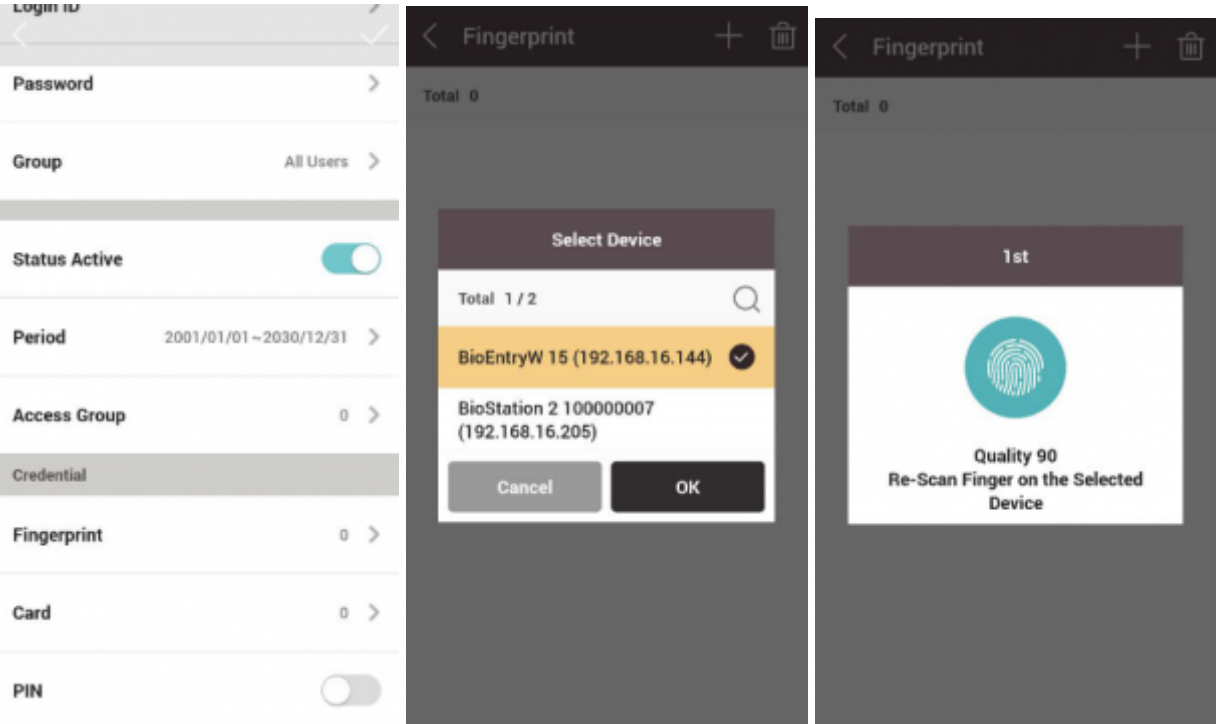 Login ID
Password
Group All Users
Status Active
Period 2001/01/01~2030/12/31
Access Group 0
Credential
Fingerprint 0
Card 0
PIN
Fingerprint
Total 0
Select Device
Total 1 / 2
BioEntryW 15 (192.168.16.144)
BioStation 2 100000007
(192.168.16.205)
Cancel OK
Fingerprint
Total 0
1st
Quality 90
Re-Scan Finger on the Selected
Device